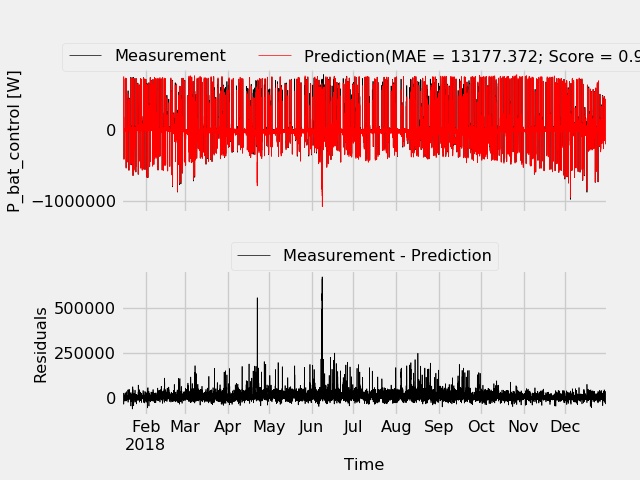 Measurement
Prediction(MAE = 13177.372; Score = 0.9
P_bat_control [W]
0
−1000000
Measurement - Prediction
Residuals
500000
250000
0
Feb Mar Apr May Jun Jul Aug Sep Oct Nov Dec
2018
Time